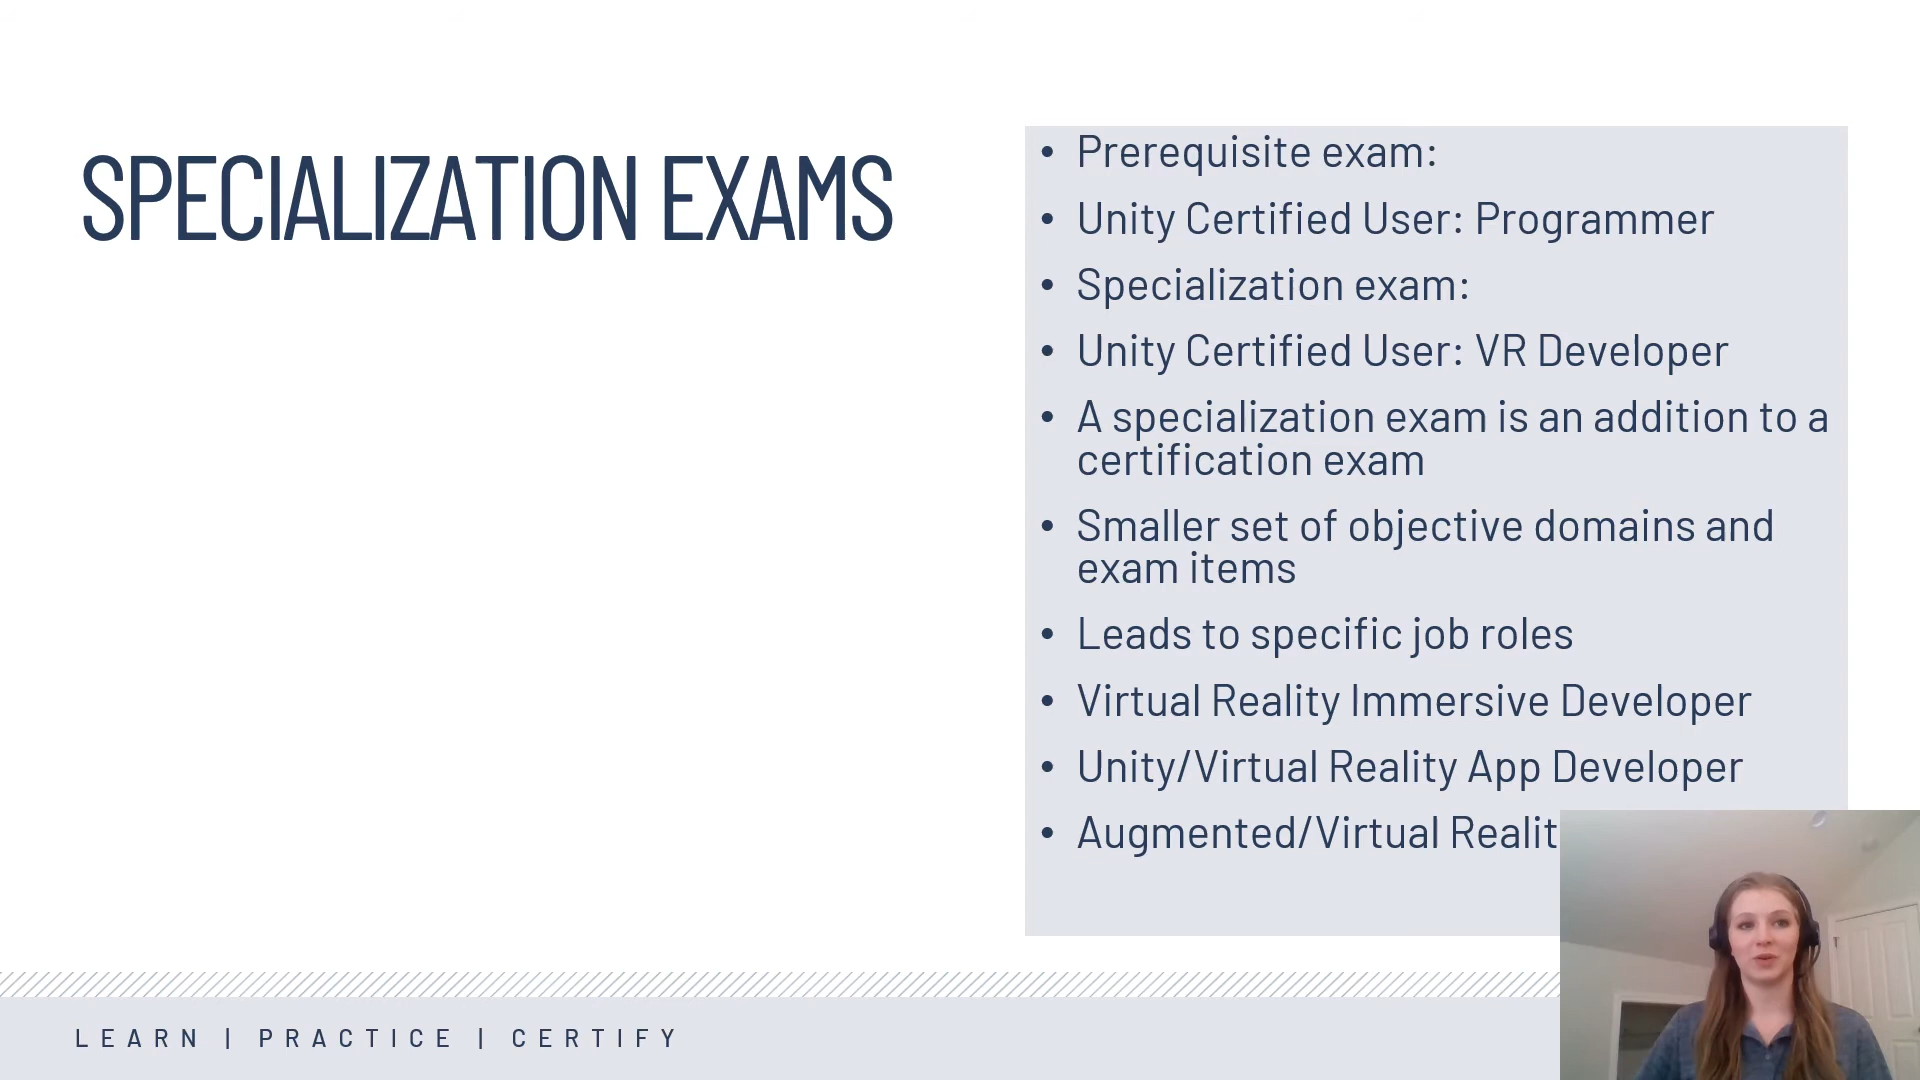 SPECIALIZATION EXAMS
• Prerequisite exam:
• Unity Certified User: Programmer
• Specialization exam:
• Unity Certified User: VR Developer
• A specialization exam is an addition to a
certification exam
• Smaller set of objective domains and
exam items
• Leads to specific job roles
• Virtual Reality Immersive Developer
• Unity/Virtual Reality App Developer
• Augmented/Virtual
LEARN | PRACTICE | CERTIFY